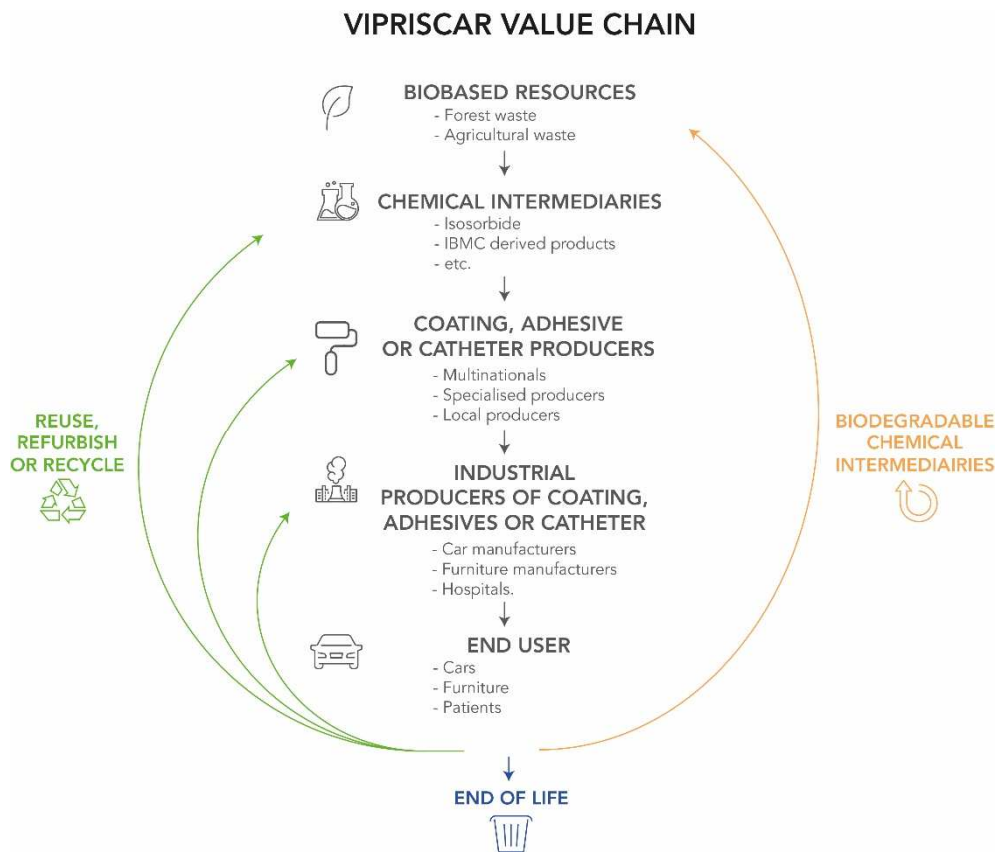 VIPRISCAR VALUE CHAIN
BIOBASED RESOURCES
- Forest waste
- Agricultural waste
CHEMICAL INTERMEDIARIES
- Isosorbide
- IBMC derived products
- etc.
COATING, ADHESIVE
OR CATHETER PRODUCERS
- Multinationals
- Specialised producers
- Local producers
REUSE,
REFURBISH
OR RECYCLE
BIODEGRADABLE
CHEMICAL
INTERMEDIAIRIES
INDUSTRIAL
PRODUCERS OF COATING,
ADHESIVES OR CATHETER
- Car manufacturers
- Furniture manufacturers
- Hospitals.
END USER
- Cars
- Furniture
- Patients
END OF LIFE